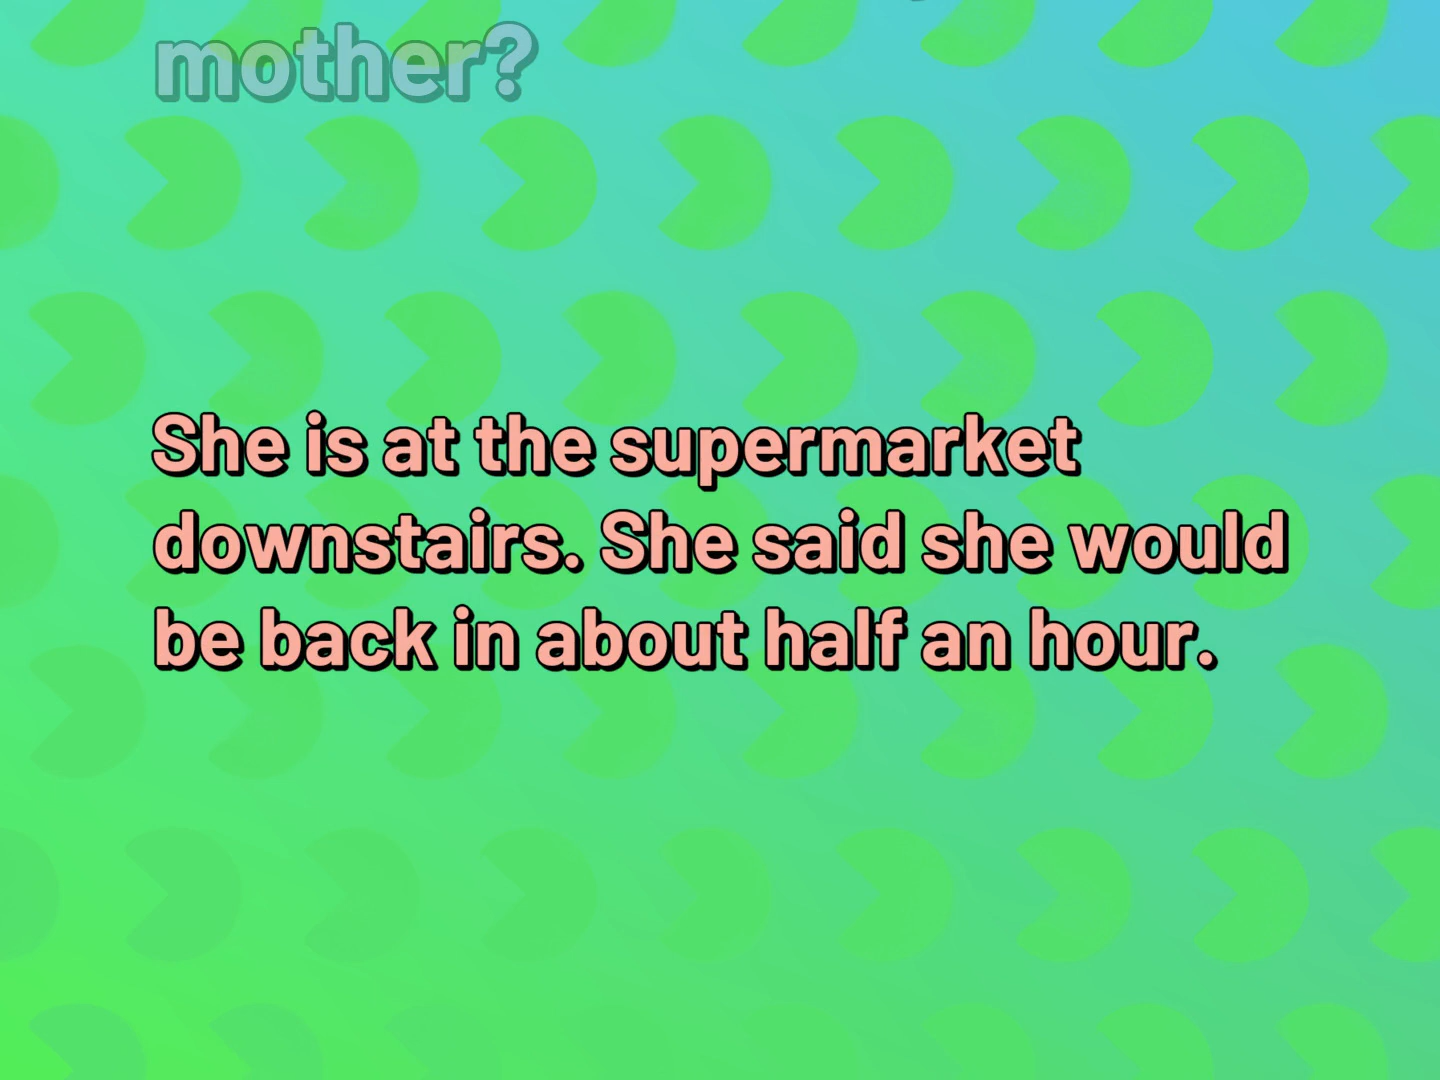 mother?
She is at the supermarket
downstairs. She said she would
be back in about half an hour.